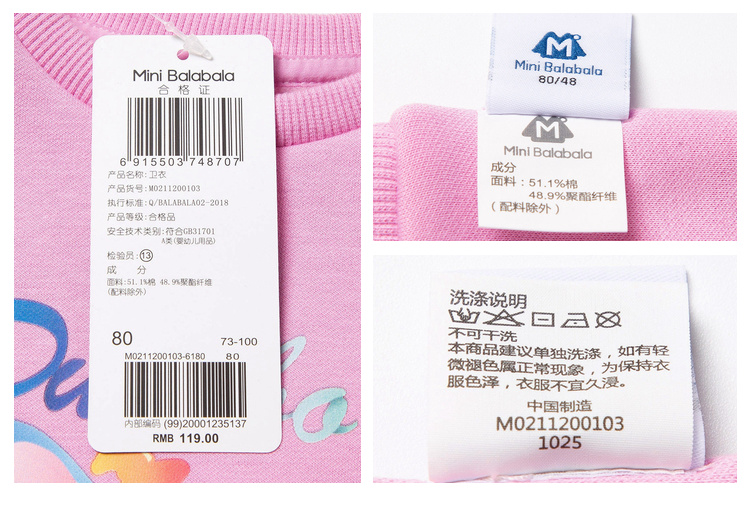 Mini Balabala
合格证
6 915503 748707
产品名称:卫衣
产品货号:M0211200103
执行标准:Q/BALABALA02-2018
产品等级:合格品
安全技术类别:符合GB31701
A类(婴幼儿用品)
检验员:13
成 分
面料:51.1%棉 48.9%聚酯纤维
(配料除外)
80 73-100
M0211200103-6180 80
内部编码 (99)20001235137
RMB 119.00
M
Mini Balabala
80/48
M
Mini Balabala
成分
面料:51.1%棉
48.9%聚酯纤维
(配料除外)
洗涤说明
不可干洗
本商品建议单独洗涤,如有轻
微褪色属正常现象,为保持衣
服色泽,衣服不宜久浸。
中国制造
M0211200103
1025